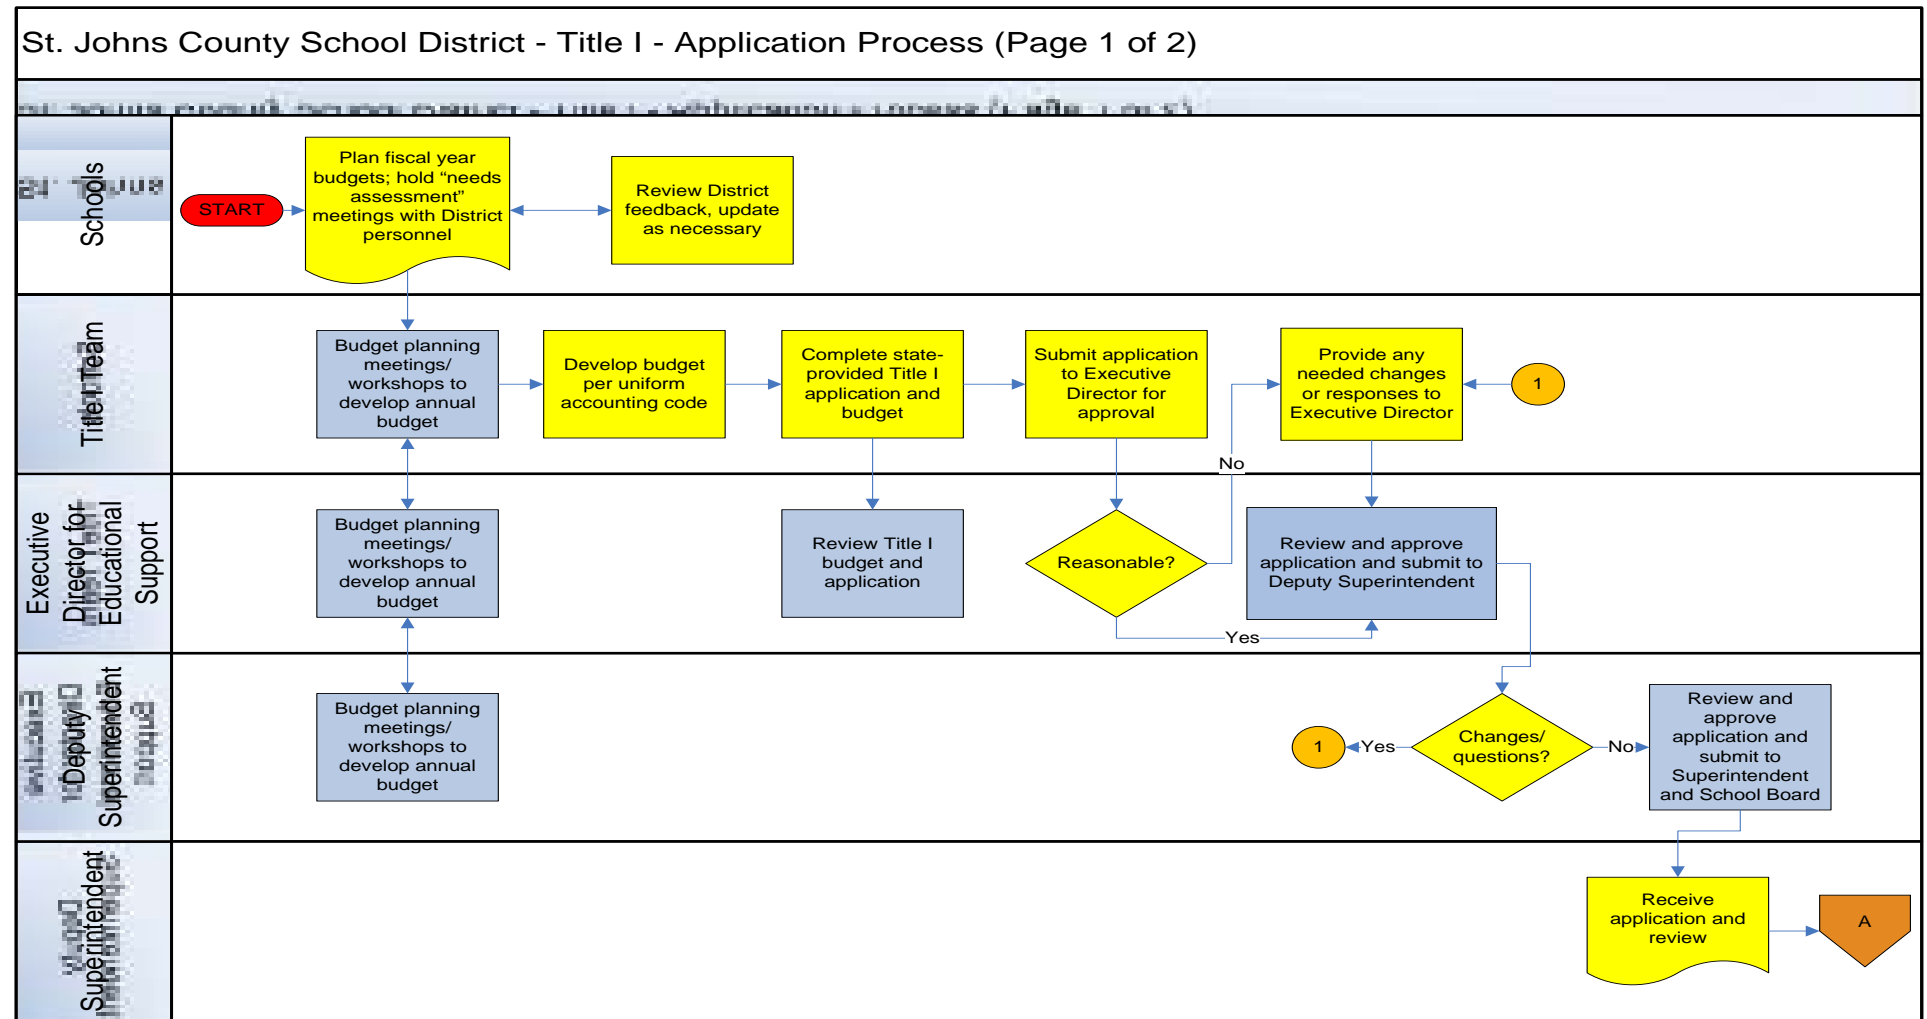 St. Johns County School District - Title I - Application Process (Page 1 of 2)
Schools
START
Plan fiscal year
budgets; hold “needs
assessment”
meetings with District
personnel
Review District
feedback, update
as necessary
Title I Team
Budget planning
meetings/
workshops to
develop annual
budget
Develop budget
per uniform
accounting code
Complete state-
provided Title I
application and
budget
Submit application
to Executive
Director for
approval
Provide any
needed changes
or responses to
Executive Director
1
No
Executive
Director for
Educational
Support
Budget planning
meetings/
workshops to
develop annual
budget
Review Title I
budget and
application
Reasonable?
Review and approve
application and submit to
Deputy Superintendent
Yes
Deputy
Superintendent
Budget planning
meetings/
workshops to
develop annual
budget
1
Yes
Changes/
questions?
No
Review and
approve
application and
submit to
Superintendent
and School Board
Superintendent
Receive
application and
review
A